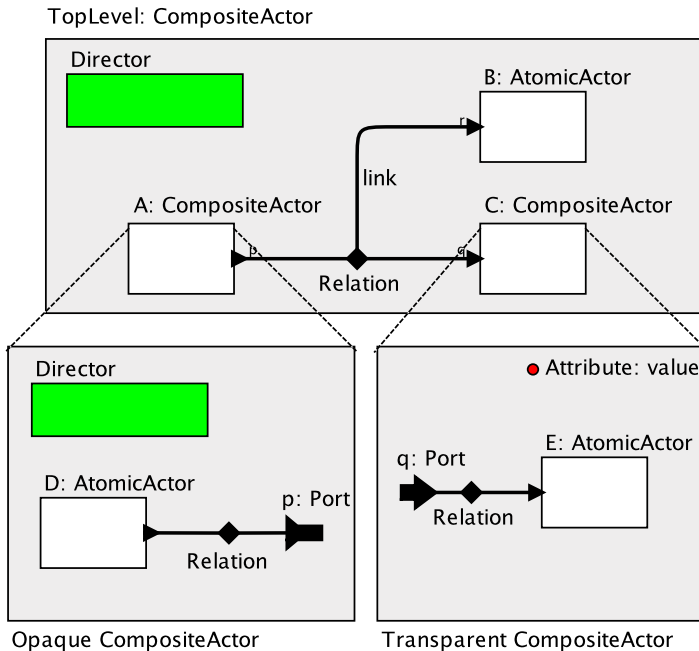 TopLevel: CompositeActor
Director
B: AtomicActor
r
link
A: CompositeActor
C: CompositeActor
p
q
Relation
Director
Attribute: value
E: AtomicActor
q: Port
D: AtomicActor
p: Port
Relation
Relation
Opaque CompositeActor
Transparent CompositeActor